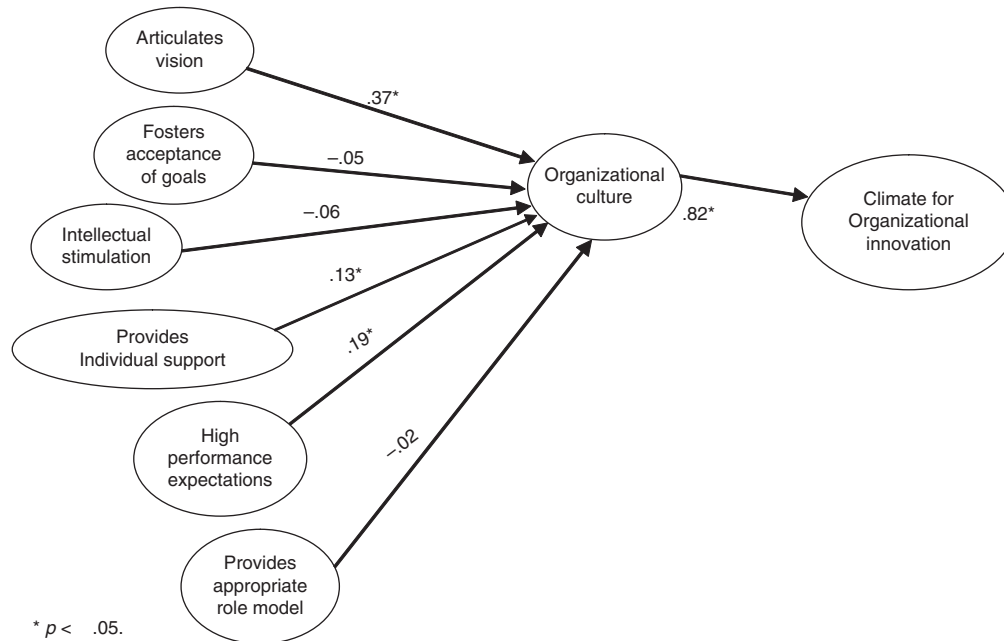 Articulates
vision
.37*
Fosters
acceptance
of goals
–.05
Intellectual
stimulation
–.06
Provides
Individual support
.13*
High
performance
expectations
.19*
Provides
appropriate
role model
–.02
Organizational
culture
.82*
Climate for
Organizational
innovation
* p < .05.